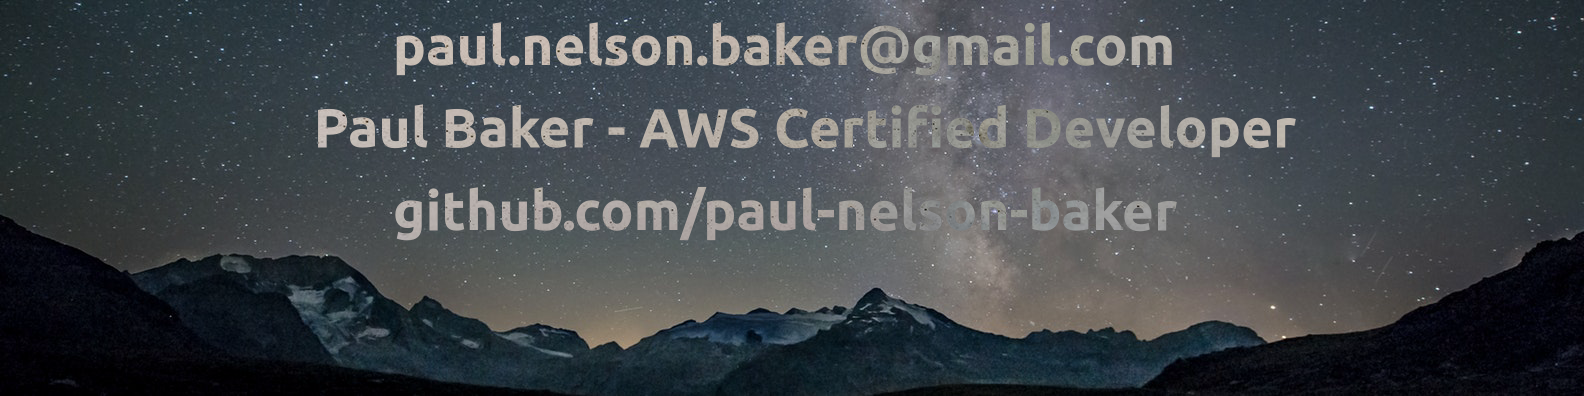 paul.nelson.baker@gmail.com
Paul Baker - AWS Certified Developer
github.com/paul-nelson-baker